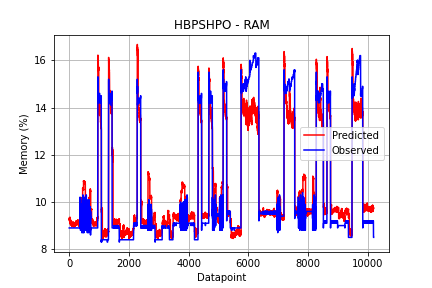 HBPSHPO - RAM
Memory (%)
16
14
12
10
8
Predicted
Observed
0
2000
4000
6000
8000
10000
Datapoint